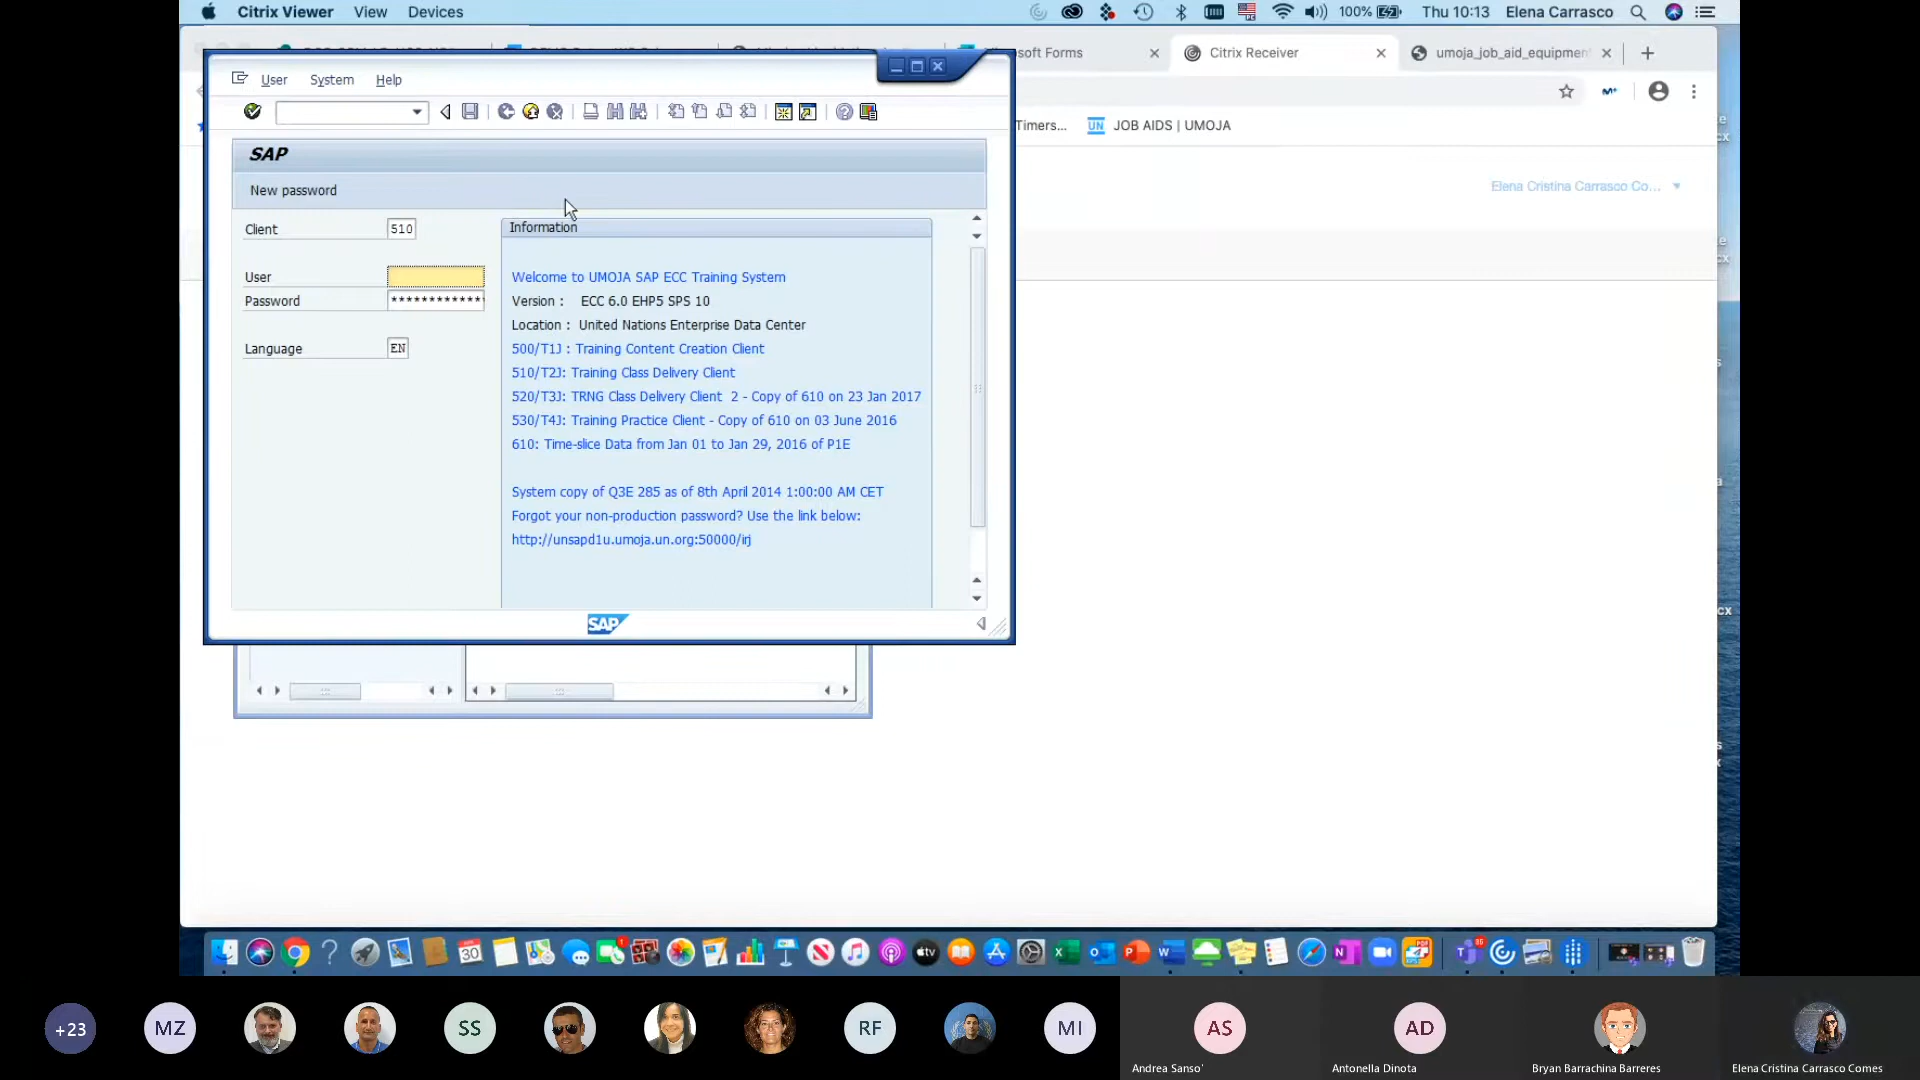 Citrix Viewer View Devices
100% Thu 10:13 Elena Carrasco
soft Forms
Citrix Receiver
umoja_job_aid_equipment
User System Help
Timers...
UN JOB AIDS | UMOJA
SAP
New password
Elena Cristina Carrasco Co...
Client 510
Information
User
Password *************
Language EN
Welcome to UMOJA SAP ECC Training System
Version : ECC 6.0 EHP5 SPS 10
Location : United Nations Enterprise Data Center
500/T1J : Training Content Creation Client
510/T2J: Training Class Delivery Client
520/T3J: TRNG Class Delivery Client 2 - Copy of 610 on 23 Jan 2017
530/T4J: Training Practice Client - Copy of 610 on 03 June 2016
610: Time-slice Data from Jan 01 to Jan 29, 2016 of P1E
System copy of Q3E 285 as of 8th April 2014 1:00:00 AM CET
Forgot your non-production password? Use the link below:
http://unsapd1u.umoja.un.org:50000/irj
SAP
30
tv
+23
MZ
SS
RF
MI
AS
AD
Andrea Sanso'
Antonella Dinota
Bryan Barrachina Barreres
Elena Cristina Carrasco Comes